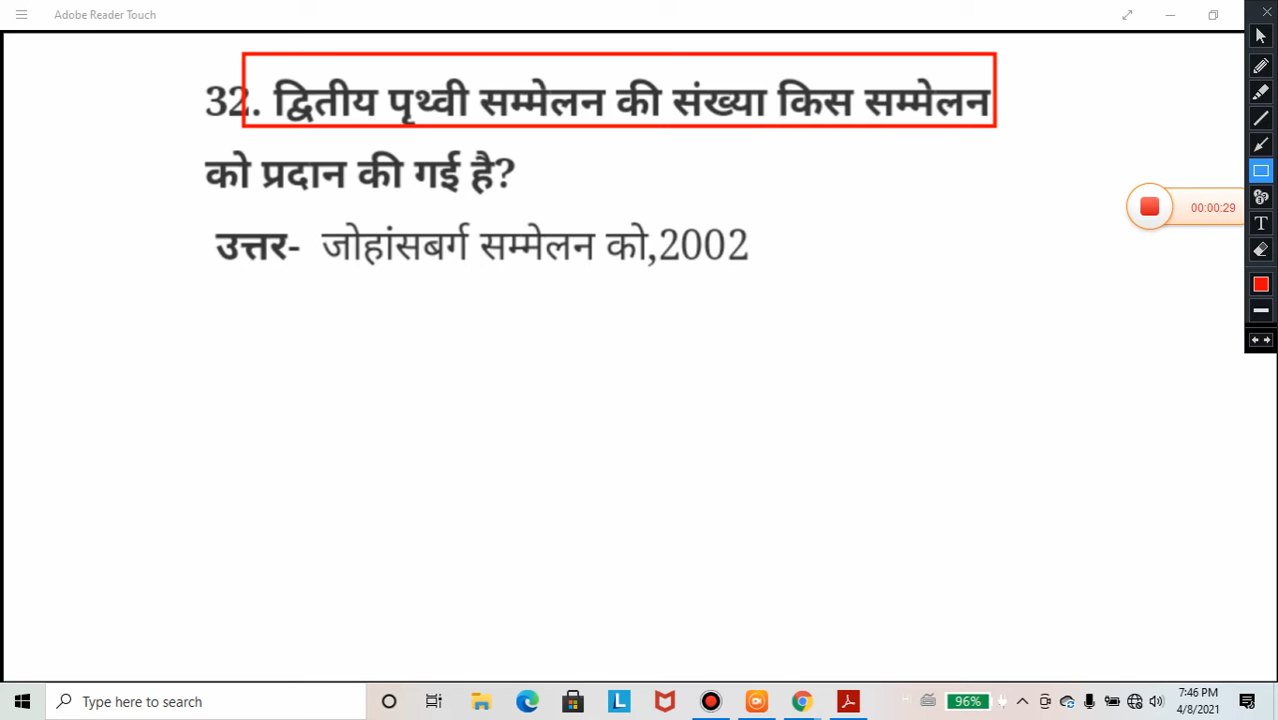 Adobe Reader Touch
32. द्वितीय पृथ्वी सम्मेलन की संख्या किस सम्मेलन
को प्रदान की गई है?
उत्तर- जोहांसबर्ग सम्मेलन को,2002
00:00:29
T
Type here to search
L
96%
7:46 PM
4/8/2021